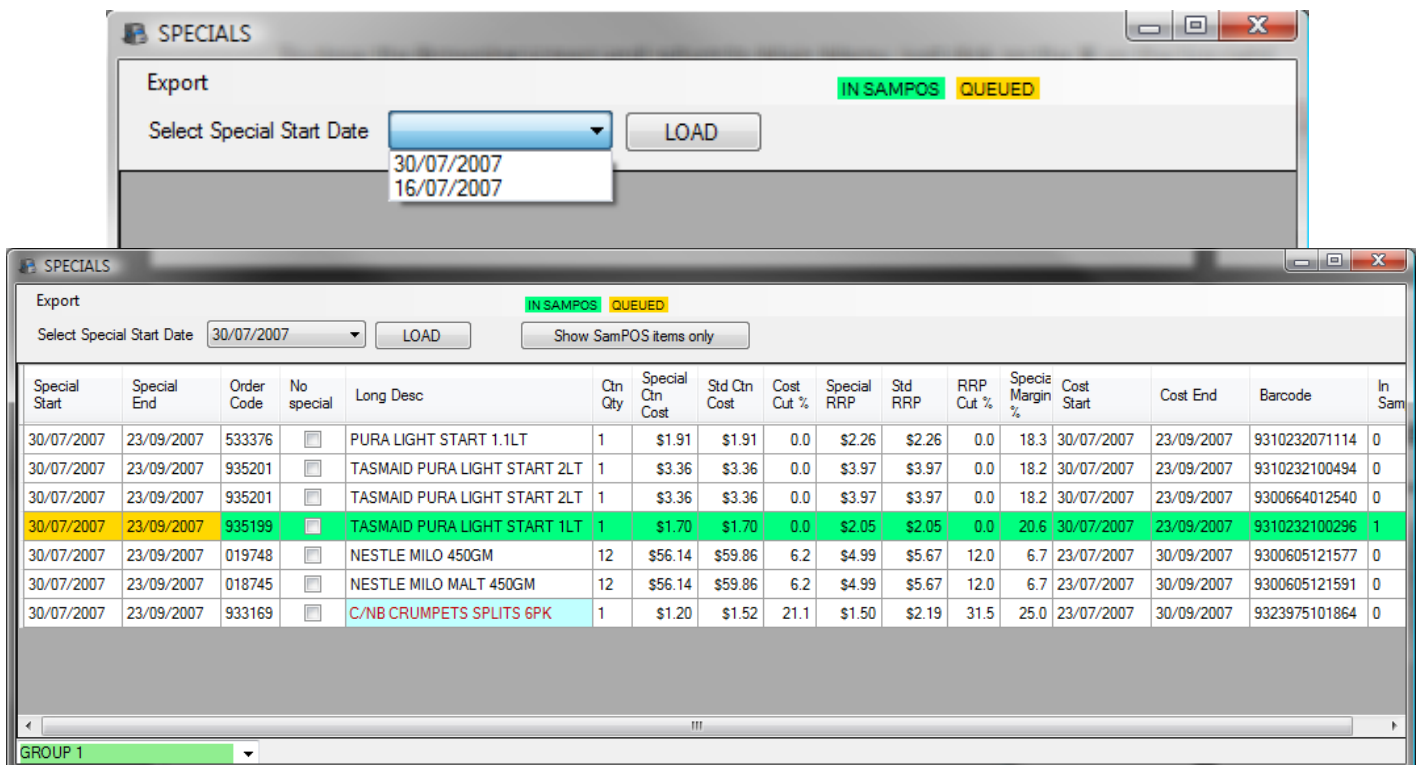 SPECIALS
Export IN SAMPOS QUEUED
Select Special Start Date LOAD
30/07/2007
16/07/2007
SPECIALS
Export IN SAMPOS QUEUED
Select Special Start Date 30/07/2007 LOAD Show SamPOS items only
Special Start Special End Order Code No special Long Desc Ctn Qty Special Ctn Cost Std Ctn Cost Cost Cut % Special RRP Std RRP RRP Cut % Specia Margin % Cost Start Cost End Barcode In Sam
30/07/2007 23/09/2007 533376 PURA LIGHT START 1.1LT 1 $1.91 $1.91 0.0 $2.26 $2.26 0.0 18.3 30/07/2007 23/09/2007 9310232071114 0
30/07/2007 23/09/2007 935201 TASMAID PURA LIGHT START 2LT 1 $3.36 $3.36 0.0 $3.97 $3.97 0.0 18.2 30/07/2007 23/09/2007 9310232100494 0
30/07/2007 23/09/2007 935201 TASMAID PURA LIGHT START 2LT 1 $3.36 $3.36 0.0 $3.97 $3.97 0.0 18.2 30/07/2007 23/09/2007 9300664012540 0
30/07/2007 23/09/2007 935199 TASMAID PURA LIGHT START 1LT 1 $1.70 $1.70 0.0 $2.05 $2.05 0.0 20.6 30/07/2007 23/09/2007 9310232100296 1
30/07/2007 23/09/2007 019748 NESTLE MILO 450GM 12 $56.14 $59.86 6.2 $4.99 $5.67 12.0 6.7 23/07/2007 30/09/2007 9300605121577 0
30/07/2007 23/09/2007 018745 NESTLE MILO MALT 450GM 12 $56.14 $59.86 6.2 $4.99 $5.67 12.0 6.7 23/07/2007 30/09/2007 9300605121591 0
30/07/2007 23/09/2007 933169 C/NB CRUMPETS SPLITS 6PK 1 $1.20 $1.52 21.1 $1.50 $2.19 31.5 25.0 23/07/2007 30/09/2007 9323975101864 0
GROUP 1